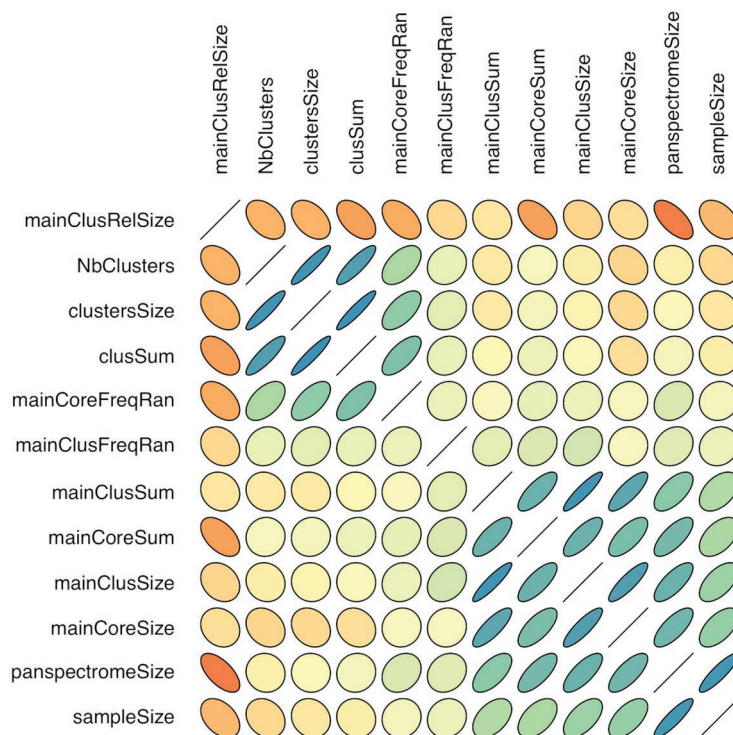 mainClusRelSize
NbClusters
clustersSize
clusSum
mainCoreFreqRan
mainClusFreqRan
mainClusSum
mainCoreSum
mainClusSize
mainCoreSize
panspectromeSize
sampleSize
mainClusRelSize
NbClusters
clustersSize
clusSum
mainCoreFreqRan
mainClusFreqRan
mainClusSum
mainCoreSum
mainClusSize
mainCoreSize
panspectromeSize
sampleSize